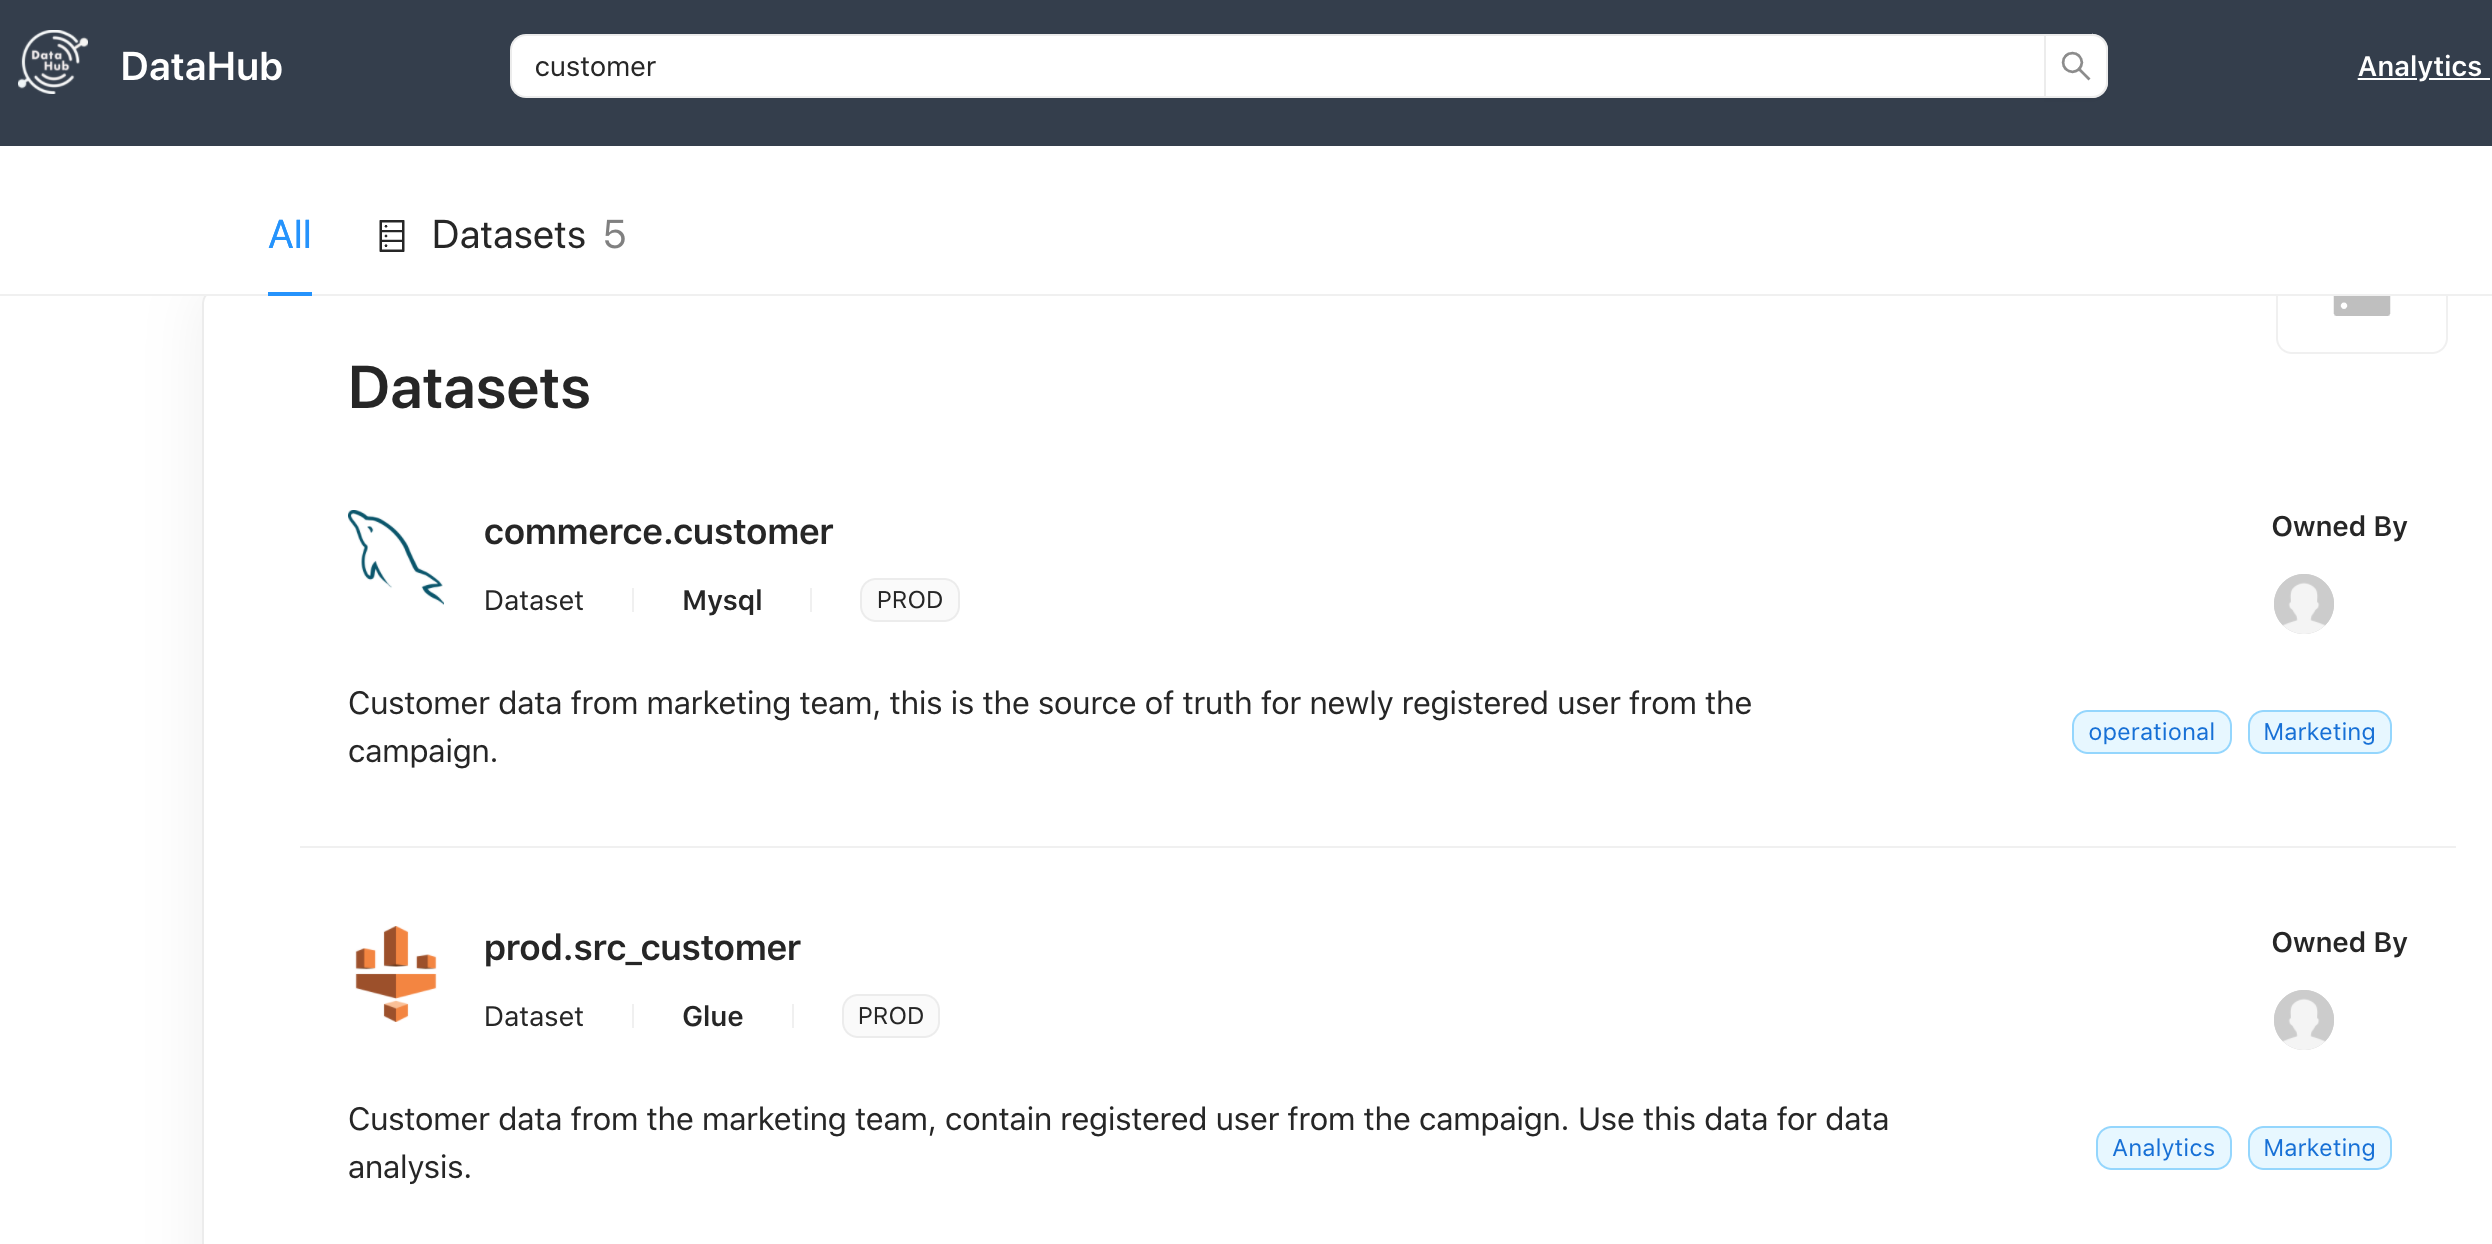 Data Hub
DataHub
customer
Analytics
All
Datasets 5
Datasets
commerce.customer
Owned By
Dataset Mysql PROD
Customer data from marketing team, this is the source of truth for newly registered user from the
campaign.
operational Marketing
prod.src_customer
Owned By
Dataset Glue PROD
Customer data from the marketing team, contain registered user from the campaign. Use this data for data
analysis.
Analytics Marketing